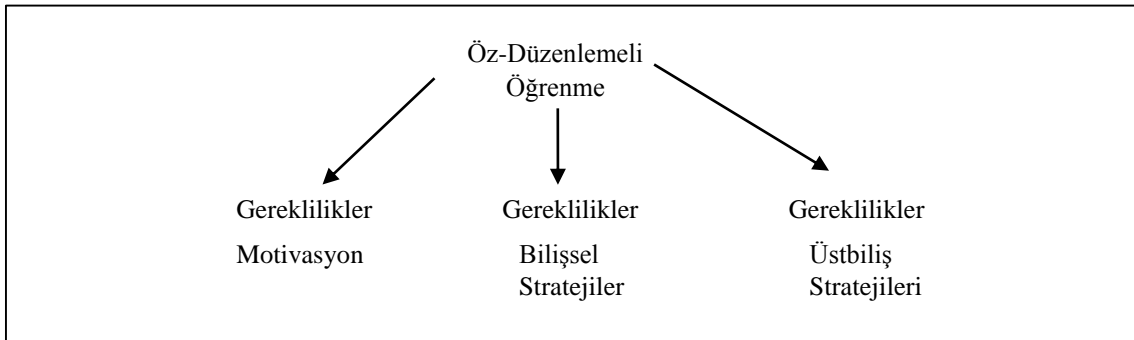 Öz-Düzenlemeli
Öğrenme
Gereklilikler
Motivasyon
Gereklilikler
Bilişsel
Stratejiler
Gereklilikler
Üstbiliş
Stratejileri